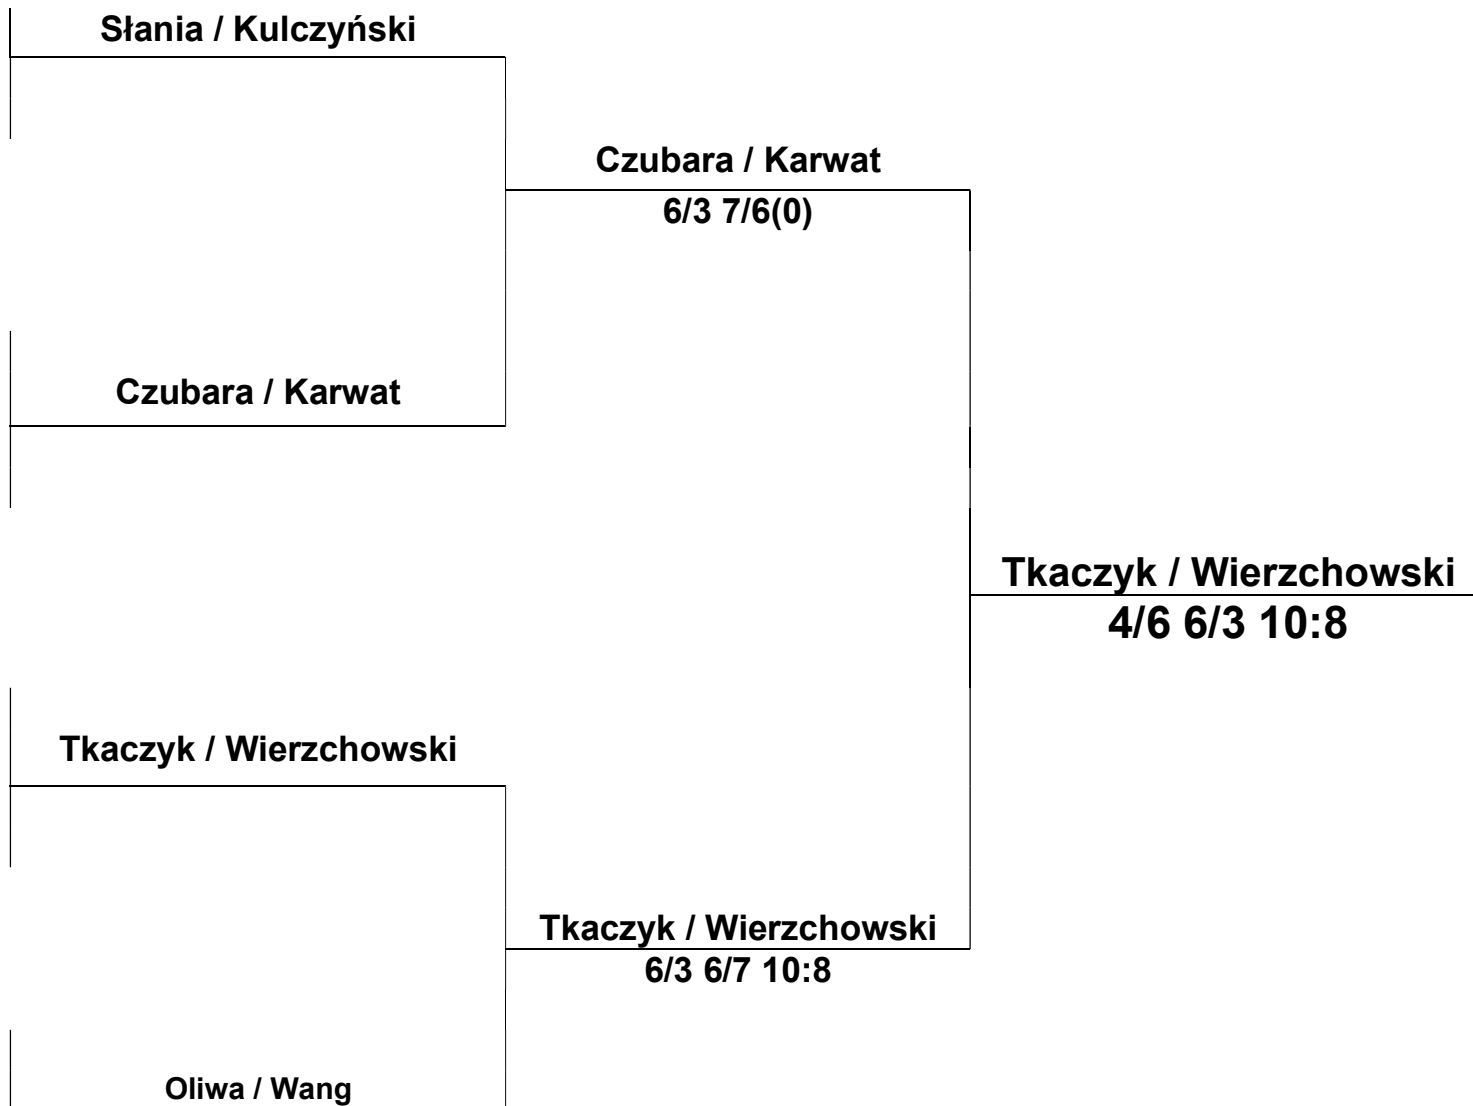 Słania / Kulczyński
Czubara / Karwat
6/3 7/6(0)
Czubara / Karwat
Tkaczyk / Wierzchowski
4/6 6/3 10:8
Tkaczyk / Wierzchowski
Tkaczyk / Wierzchowski
6/3 6/7 10:8
Oliwa / Wang